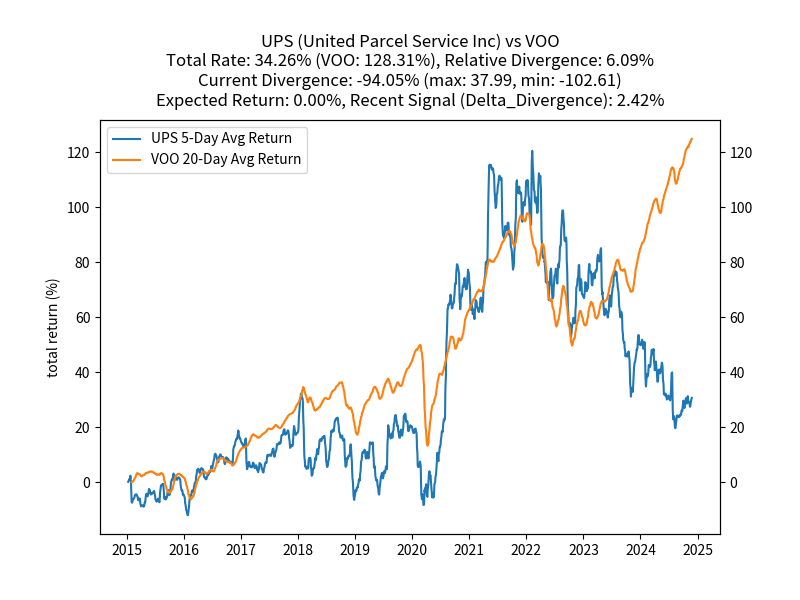 UPS (United Parcel Service Inc) vs VOO
Total Rate: 34.26% (VOO: 128.31%), Relative Divergence: 6.09%
Current Divergence: -94.05% (max: 37.99, min: -102.61)
Expected Return: 0.00%, Recent Signal (Delta_Divergence): 2.42%
UPS 5-Day Avg Return
VOO 20-Day Avg Return
total return (%)
120
100
80
60
40
20
0
120
100
80
60
40
20
0
2015 2016 2017 2018 2019 2020 2021 2022 2023 2024 2025